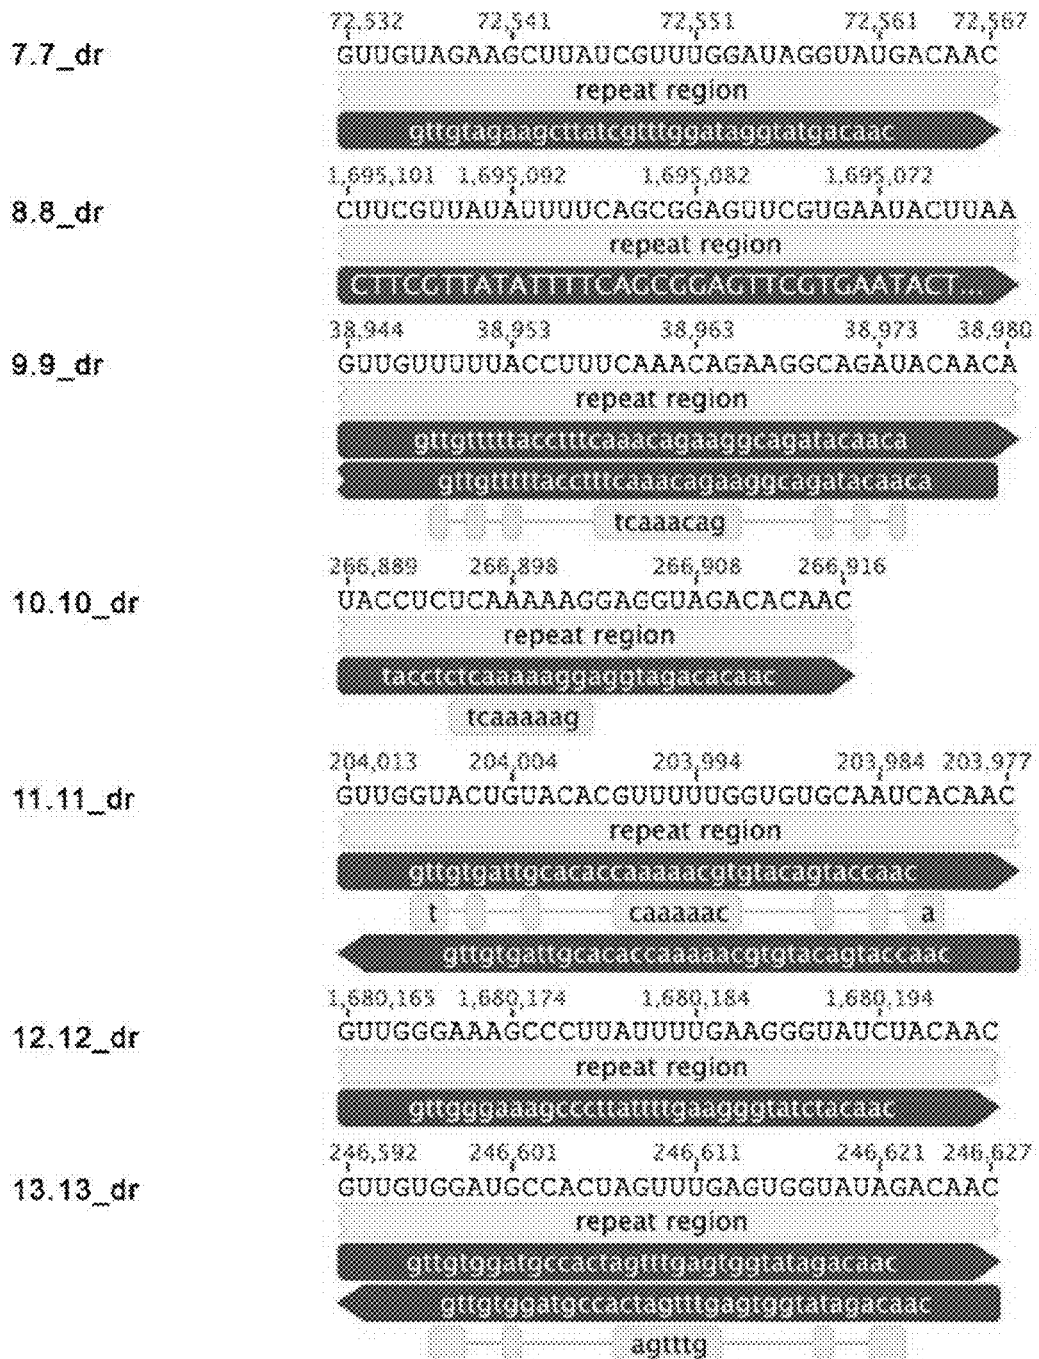 72,532 72,541 72,551 72,561 72,567
7.7_dr GUUGUAGAAGCUUAUCGUUUGGAUAGGUAUGACAAC
repeat region
gttgtagaagcttatcgtttggataggtatgacaac
1,695,101 1,695,092 1,695,082 1,695,072
8.8_dr CUUCGUUAUAUUUUCAGCGGAGUUCGUGAAUACUUAA
repeat region
CTTCGTTATATTTTCAGCGGAGTTCGTGAATACT...
38,944 38,953 38,963 38,973 38,980
9.9_dr GUUGUUUUUACCUUUCAAACAGAAGGCAGAUACAACA
repeat region
gttgtttttacctttcaaacagaaggcagatacaaca
gttgtttttacctttcaaacagaaggcagatacaaca
tcaaacag
266,889 266,898 266,908 266,916
10.10_dr UACCUCUCAAAAAGGAGGUAGACACAAC
repeat region
tacctctcaaaaaggaggtagacacaac
tcaaaaag
204,013 204,004 203,994 203,984 203,977
11.11_dr GUUGGUACUGUACACGUUUUUGGUGUGCAAUCACAAC
repeat region
gttgtgattgcacaccaaaaacgtgtacagtaccaac
t caaaaac a
gttgtgattgcacaccaaaaacgtgtacagtaccaac
1,680,165 1,680,174 1,680,184 1,680,194
12.12_dr GUUGGGAAAGCCCUUAUUUUGAAGGGUAUCUACAAC
repeat region
gttgggaaagcccttattttgaagggtatctacaac
246,592 246,601 246,611 246,621 246,627
13.13_dr GUUGUGGAUGCCACUAGUUUGAGUGGUAUAGACAAC
repeat region
gttgtggatgccactagtttgagtggtatagacaac
gttgtggatgccactagtttgagtggtatagacaac
agtttg